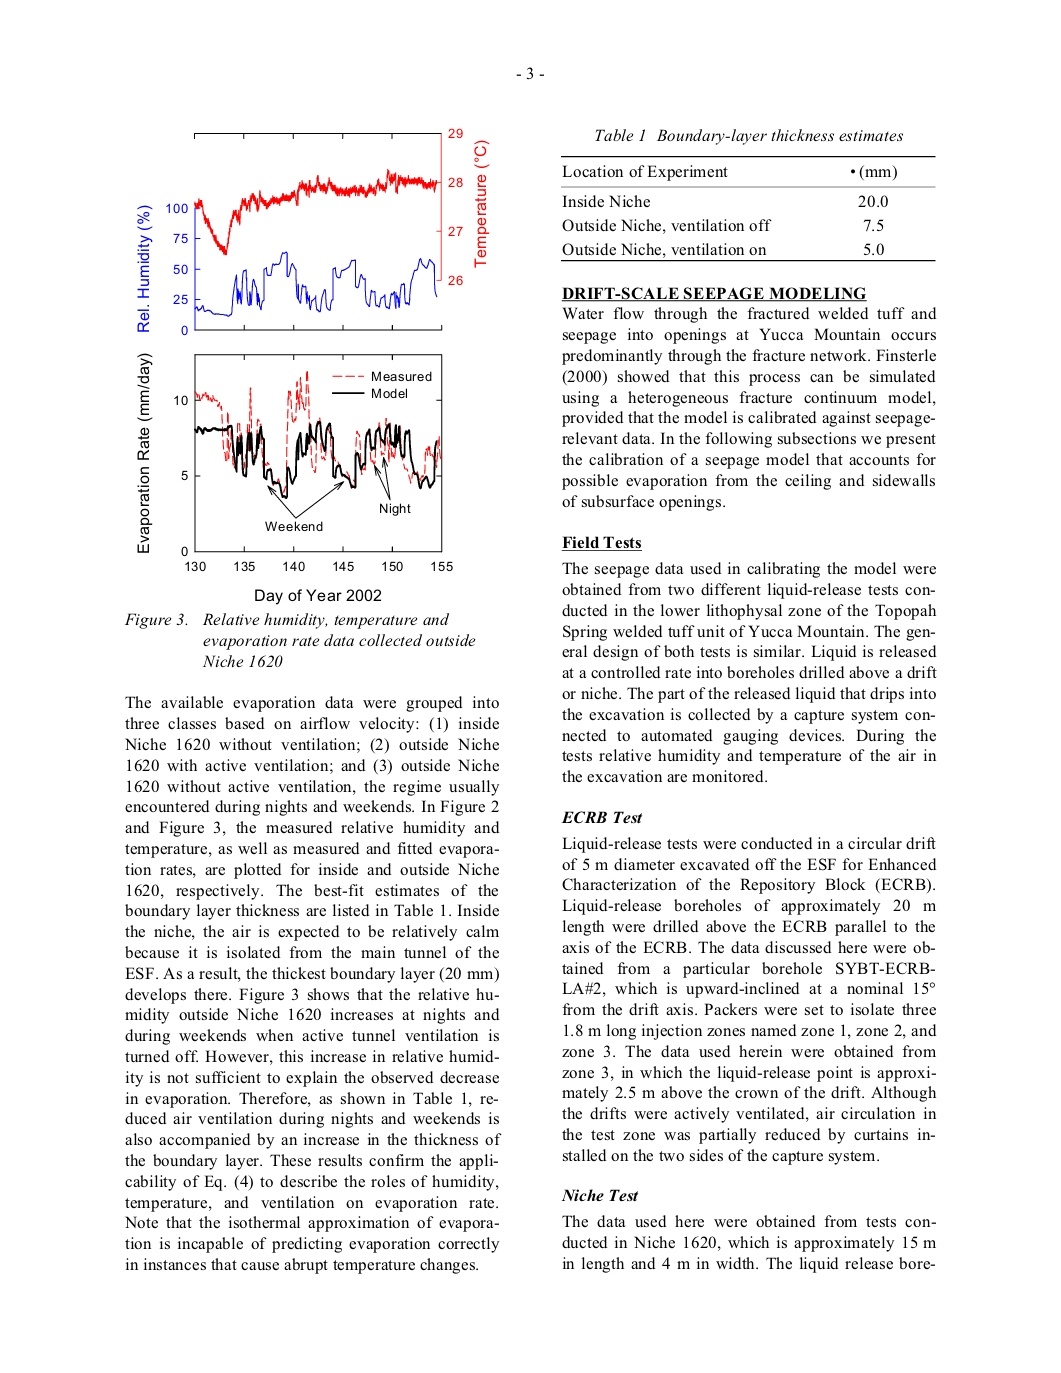 - 3 -
29
28
27
26
Temperature (°C)
100
75
50
25
0
Rel. Humidity (%)
Measured
Model
10
5
0
Evaporation Rate (mm/day)
Weekend
Night
130 135 140 145 150 155
Day of Year 2002
Figure 3. Relative humidity, temperature and
evaporation rate data collected outside
Niche 1620
The available evaporation data were grouped into
three classes based on airflow velocity: (1) inside
Niche 1620 without ventilation; (2) outside Niche
1620 with active ventilation; and (3) outside Niche
1620 without active ventilation, the regime usually
encountered during nights and weekends. In Figure 2
and Figure 3, the measured relative humidity and
temperature, as well as measured and fitted evapora-
tion rates, are plotted for inside and outside Niche
1620, respectively. The best-fit estimates of the
boundary layer thickness are listed in Table 1. Inside
the niche, the air is expected to be relatively calm
because it is isolated from the main tunnel of the
ESF. As a result, the thickest boundary layer (20 mm)
develops there. Figure 3 shows that the relative hu-
midity outside Niche 1620 increases at nights and
during weekends when active tunnel ventilation is
turned off. However, this increase in relative humid-
ity is not sufficient to explain the observed decrease
in evaporation. Therefore, as shown in Table 1, re-
duced air ventilation during nights and weekends is
also accompanied by an increase in the thickness of
the boundary layer. These results confirm the appli-
cability of Eq. (4) to describe the roles of humidity,
temperature, and ventilation on evaporation rate.
Note that the isothermal approximation of evapora-
tion is incapable of predicting evaporation correctly
in instances that cause abrupt temperature changes.
Table 1 Boundary-layer thickness estimates
Location of Experiment • (mm)
Inside Niche 20.0
Outside Niche, ventilation off 7.5
Outside Niche, ventilation on 5.0
DRIFT-SCALE SEEPAGE MODELING
Water flow through the fractured welded tuff and
seepage into openings at Yucca Mountain occurs
predominantly through the fracture network. Finsterle
(2000) showed that this process can be simulated
using a heterogeneous fracture continuum model,
provided that the model is calibrated against seepage-
relevant data. In the following subsections we present
the calibration of a seepage model that accounts for
possible evaporation from the ceiling and sidewalls
of subsurface openings.
Field Tests
The seepage data used in calibrating the model were
obtained from two different liquid-release tests con-
ducted in the lower lithophysal zone of the Topopah
Spring welded tuff unit of Yucca Mountain. The gen-
eral design of both tests is similar. Liquid is released
at a controlled rate into boreholes drilled above a drift
or niche. The part of the released liquid that drips into
the excavation is collected by a capture system con-
nected to automated gauging devices. During the
tests relative humidity and temperature of the air in
the excavation are monitored.
ECRB Test
Liquid-release tests were conducted in a circular drift
of 5 m diameter excavated off the ESF for Enhanced
Characterization of the Repository Block (ECRB).
Liquid-release boreholes of approximately 20 m
length were drilled above the ECRB parallel to the
axis of the ECRB. The data discussed here were ob-
tained from a particular borehole SYBT-ECRB-
LA#2, which is upward-inclined at a nominal 15°
from the drift axis. Packers were set to isolate three
1.8 m long injection zones named zone 1, zone 2, and
zone 3. The data used herein were obtained from
zone 3, in which the liquid-release point is approxi-
mately 2.5 m above the crown of the drift. Although
the drifts were actively ventilated, air circulation in
the test zone was partially reduced by curtains in-
stalled on the two sides of the capture system.
Niche Test
The data used here were obtained from tests con-
ducted in Niche 1620, which is approximately 15 m
in length and 4 m in width. The liquid release bore-